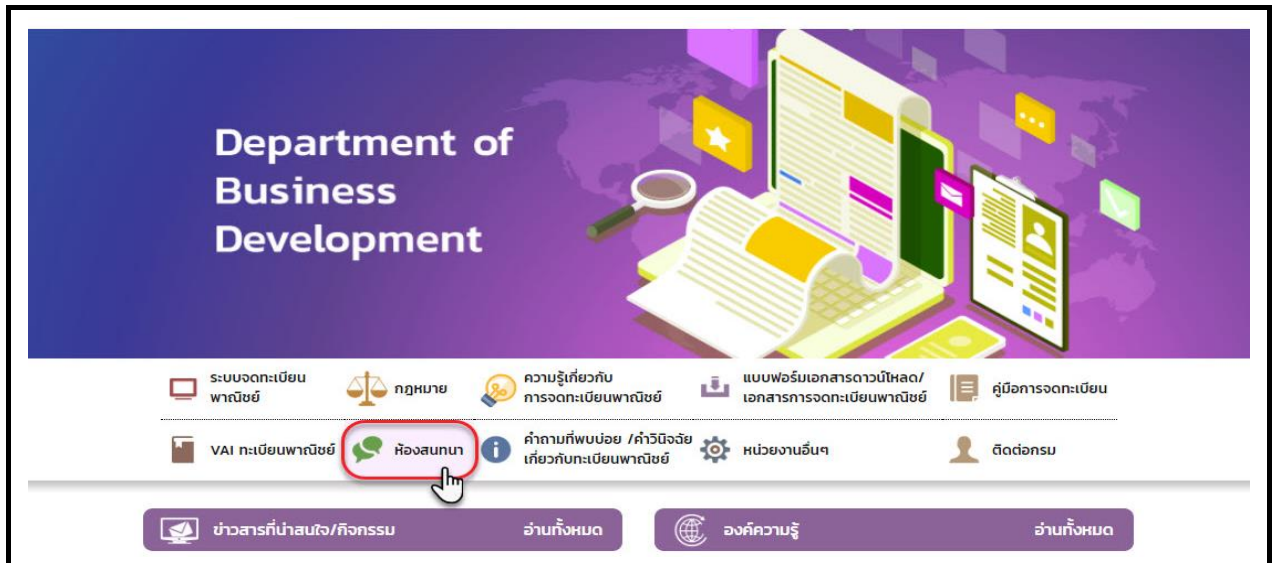 Department of
Business
Development
ระบบจดทะเบียน
พาณิชย์
กฎหมาย
ความรู้เกี่ยวกับ
การจดทะเบียนพาณิชย์
แบบฟอร์มเอกสารดาวน์โหลด/
เอกสารการจดทะเบียนพาณิชย์
คู่มือการจดทะเบียน
VAI ทะเบียนพาณิชย์
ห้องสนทนา
คำถามที่พบบ่อย /คำวินิจฉัย
เกี่ยวกับทะเบียนพาณิชย์
หน่วยงานอื่นๆ
ติดต่อกรม
ข่าวสารที่น่าสนใจ/กิจกรรม อ่านทั้งหมด
องค์ความรู้ อ่านทั้งหมด